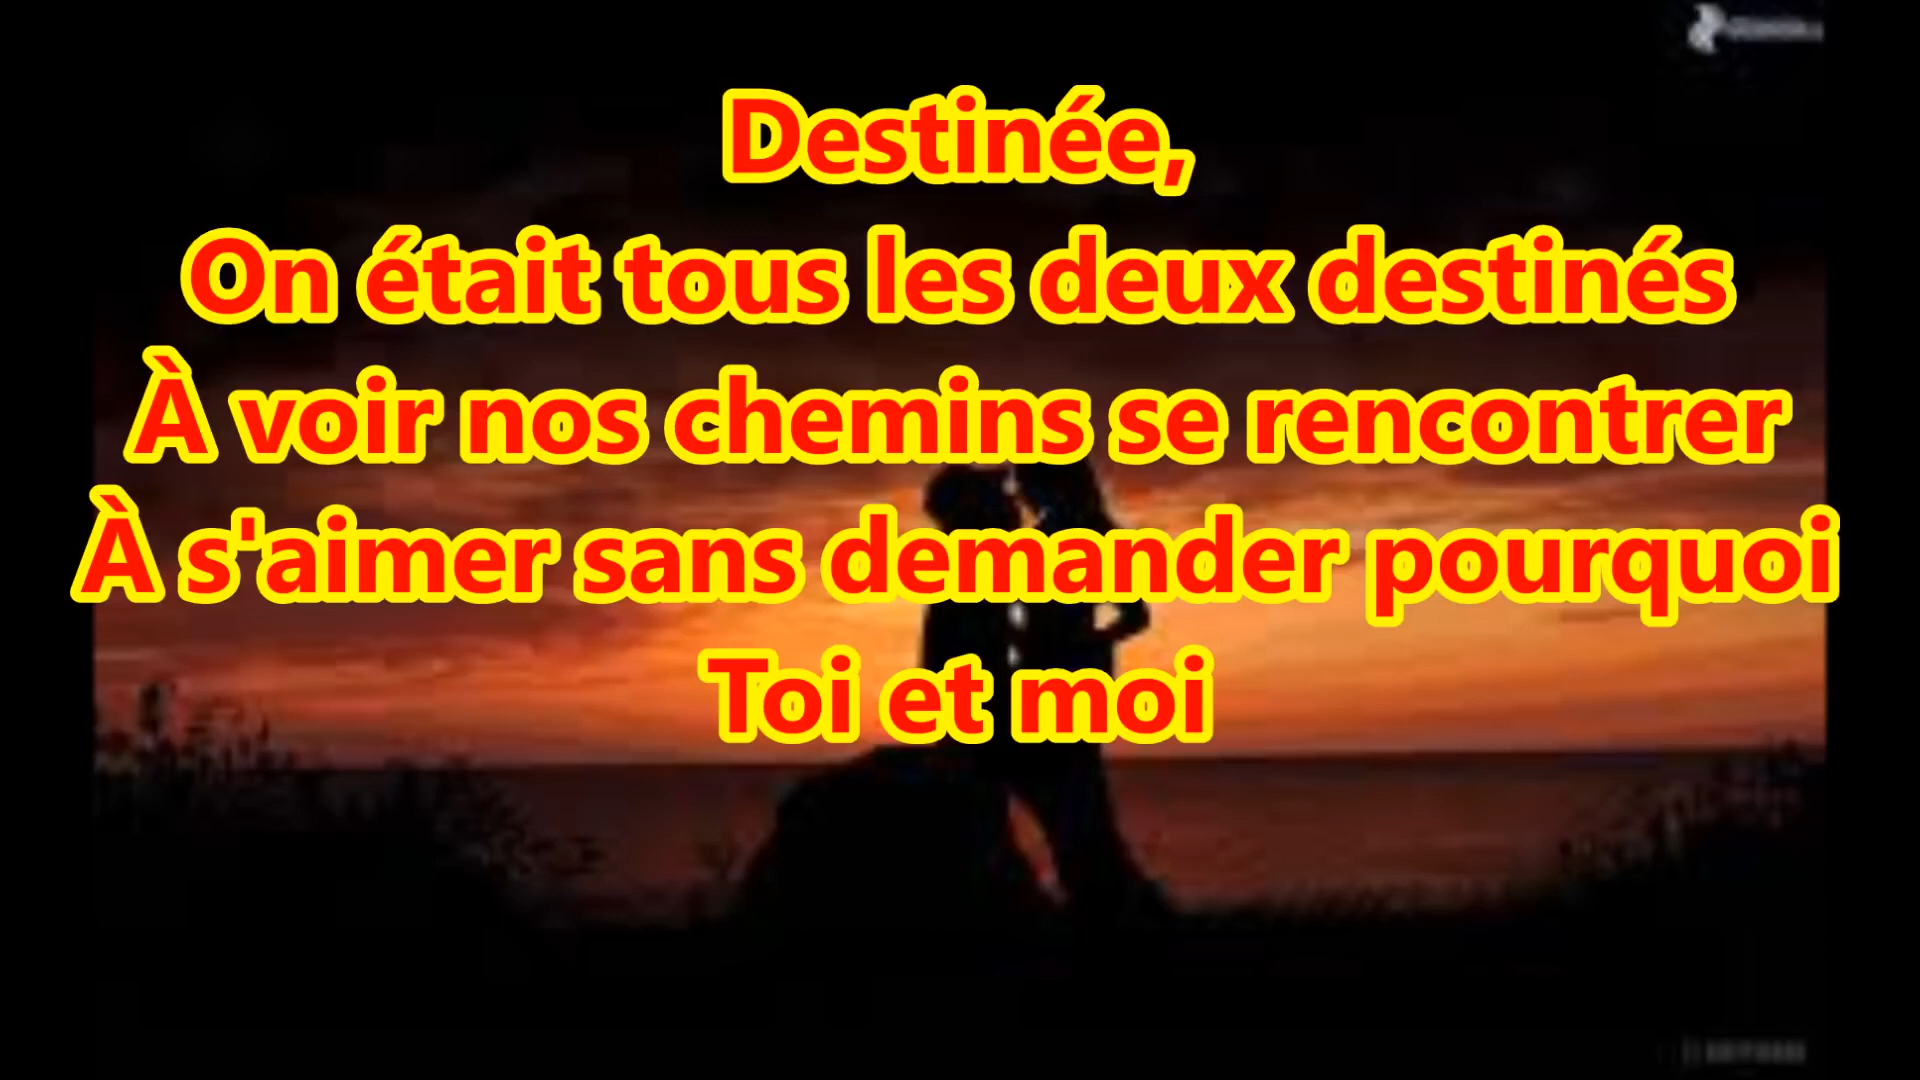 Destinée,
On était tous les deux destinés
À voir nos chemins se rencontrer
À s'aimer sans demander pourquoi
Toi et moi